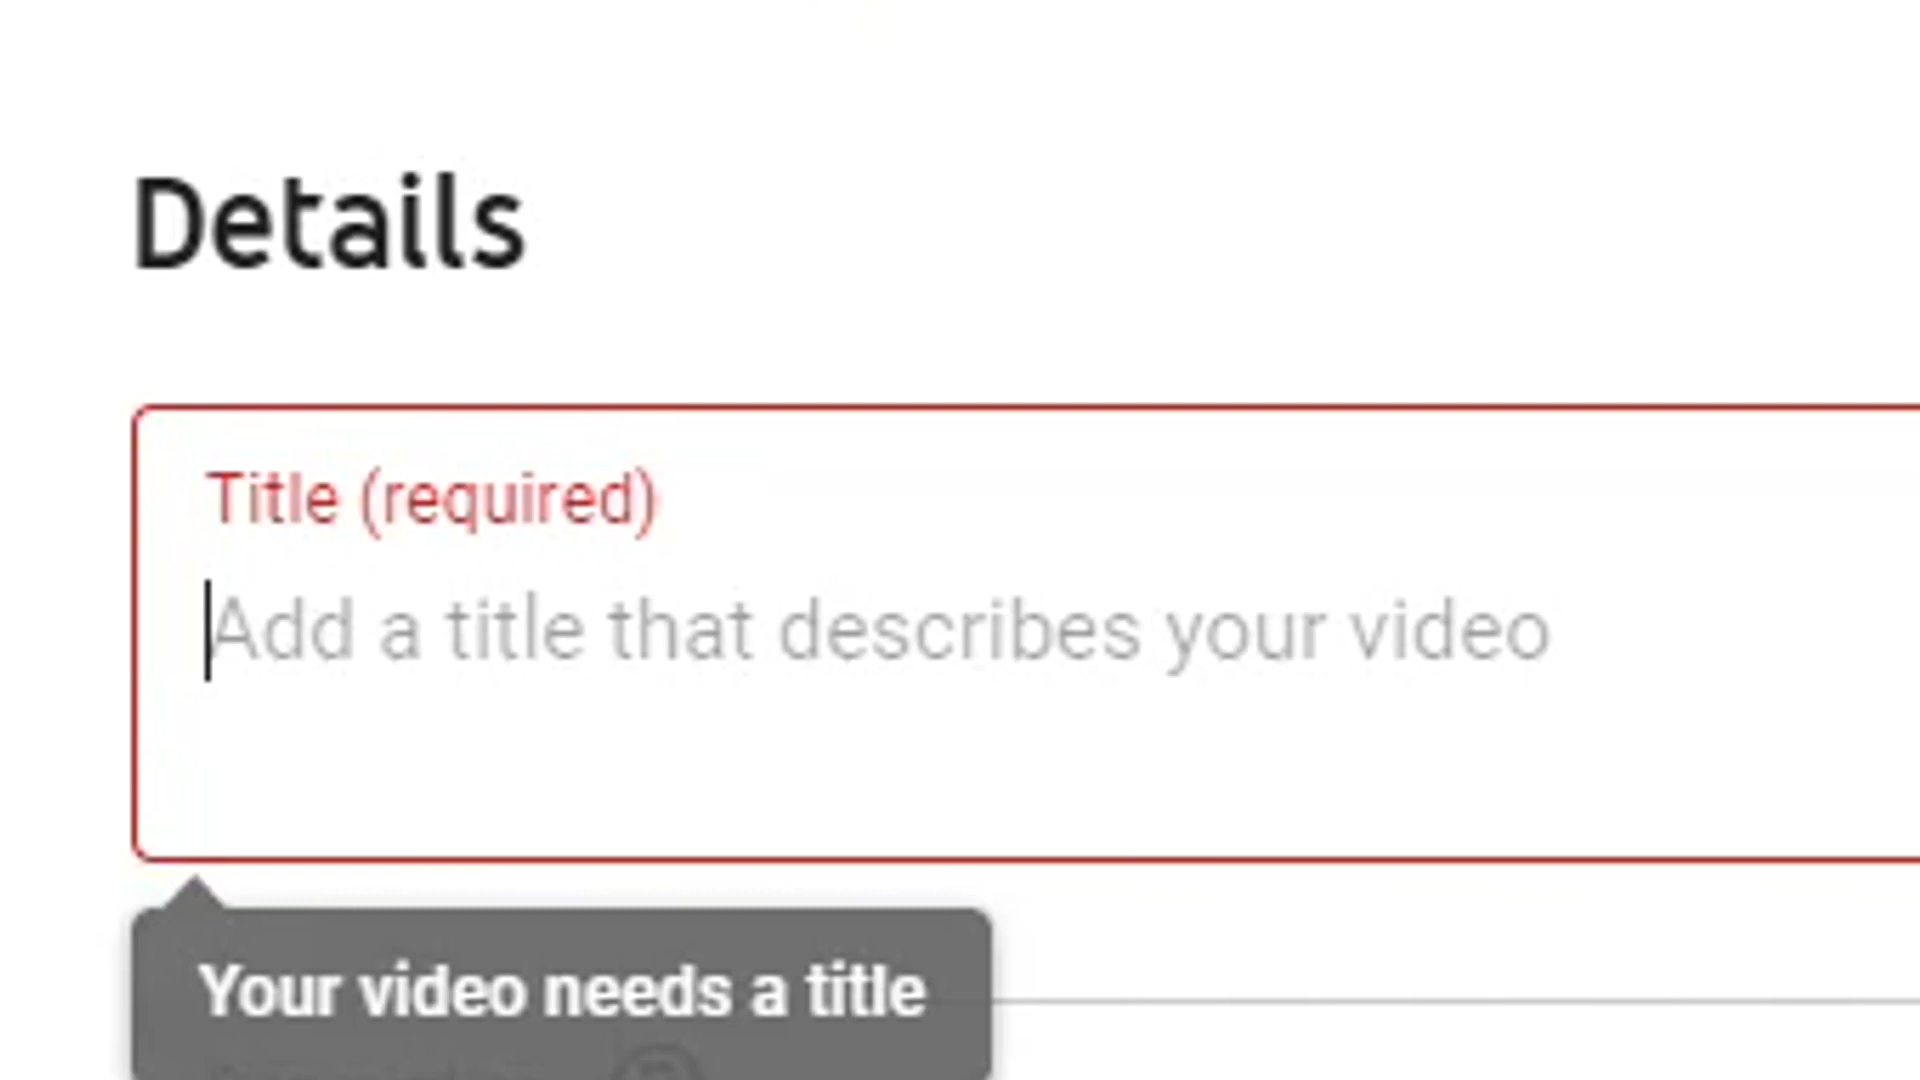 Details
Title (required)
Add a title that describes your video
Your video needs a title